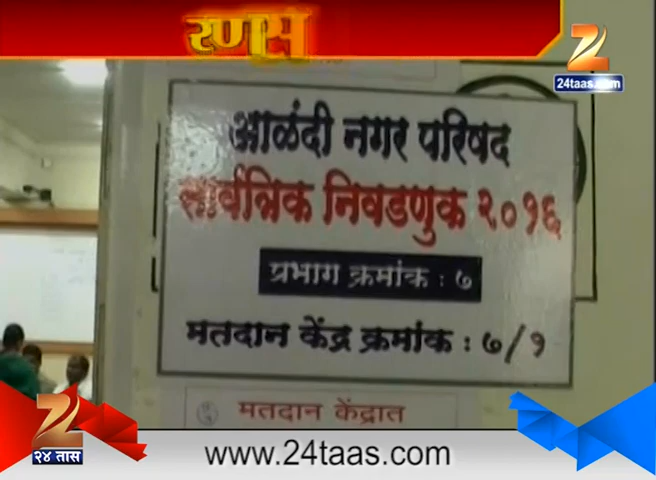 रणम
24taas.com
आळंदी नगर परिषद
सार्वत्रिक निवडणुक २०१६
प्रभाग क्रमांक : ७
मतदान केंद्र क्रमांक : ७/१
मतदान केंद्रात
२४ तास
www.24taas.com